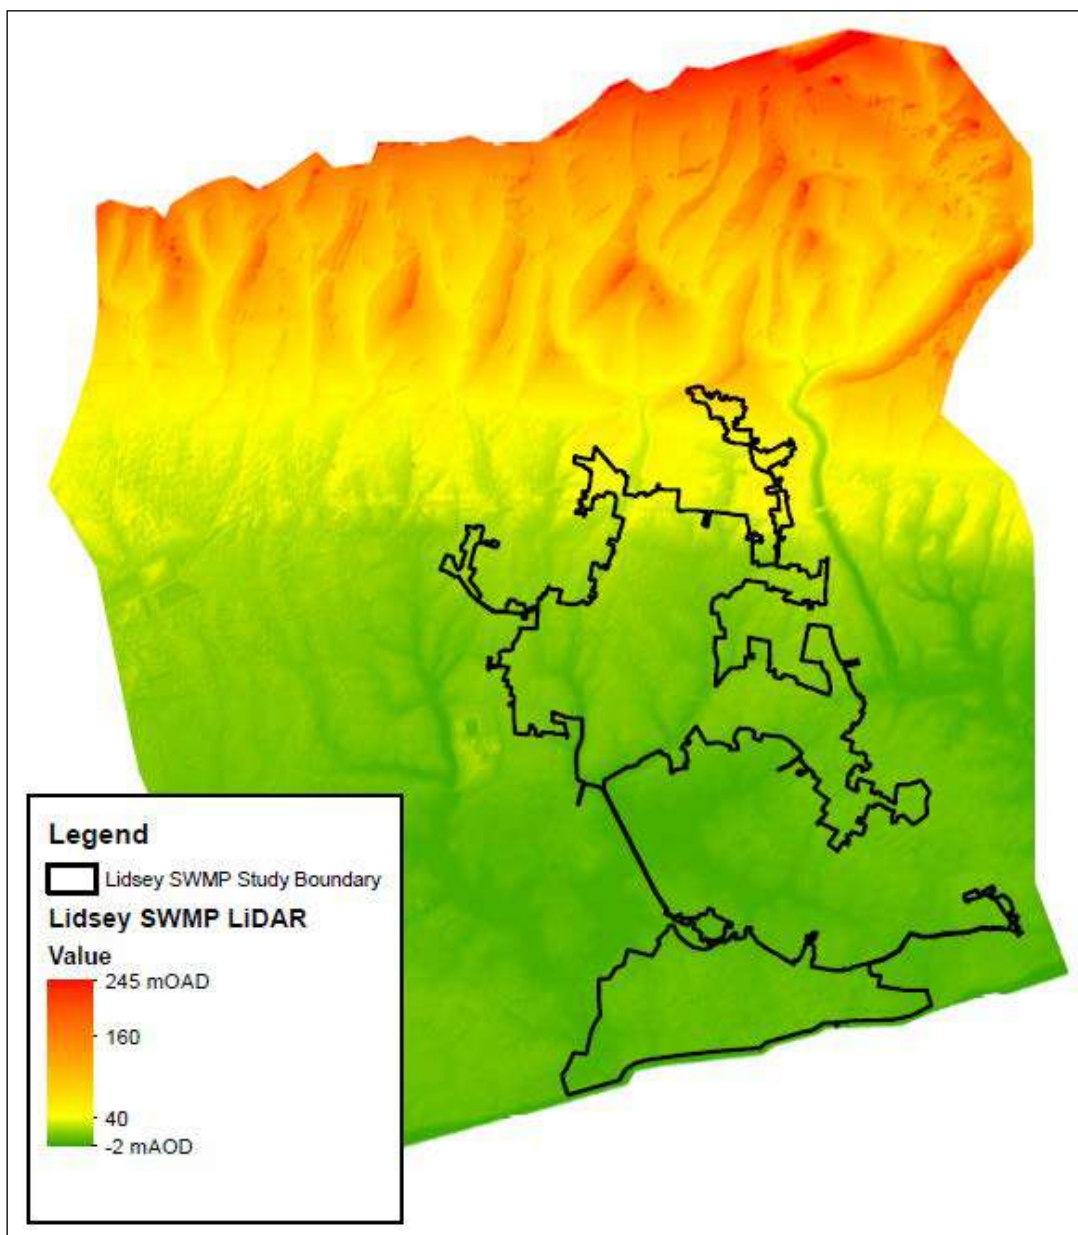 Legend
Lidsey SWMP Study Boundary
Lidsey SWMP LiDAR
Value
245 mOAD
160
40
-2 mAOD